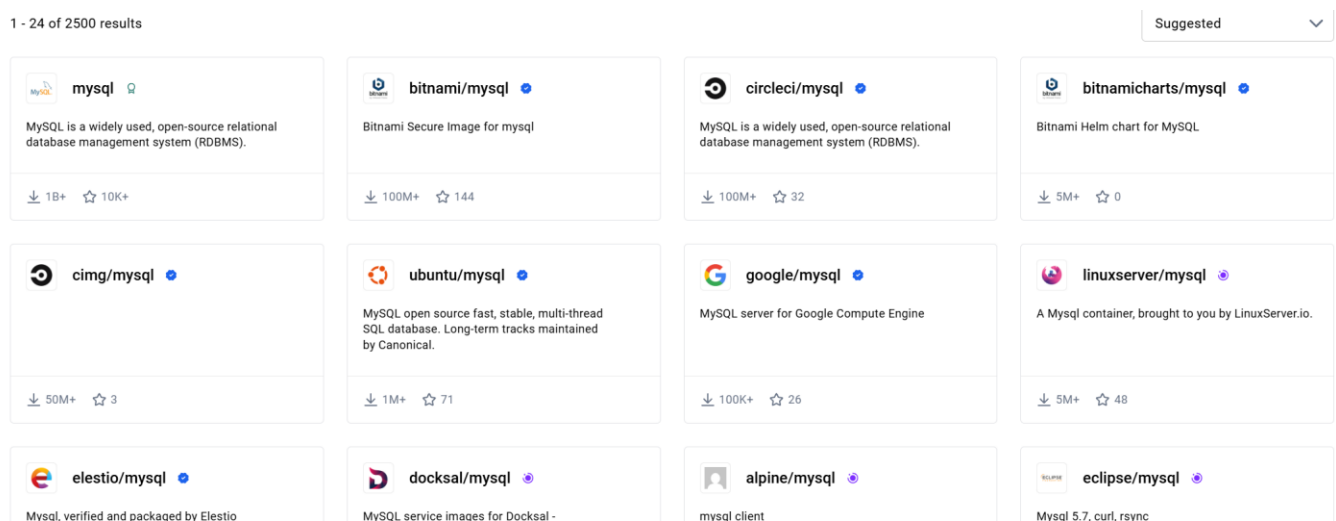 1 - 24 of 2500 results
Suggested
MySQL
mysql
MySQL is a widely used, open-source relational
database management system (RDBMS).
1B+ 10K+
bitnami
bitnami/mysql
Bitnami Secure Image for mysql
100M+ 144
circleci/mysql
MySQL is a widely used, open-source relational
database management system (RDBMS).
100M+ 32
bitnami
bitnamicharts/mysql
Bitnami Helm chart for MySQL
5M+ 0
cimg/mysql
50M+ 3
ubuntu/mysql
MySQL open source fast, stable, multi-thread
SQL database. Long-term tracks maintained
by Canonical.
1M+ 71
google/mysql
MySQL server for Google Compute Engine
100K+ 26
linuxserver/mysql
A Mysql container, brought to you by LinuxServer.io.
5M+ 48
elestio/mysql
Mysql, verified and packaged by Elestio
docksal/mysql
MySQL service images for Docksal -
alpine/mysql
mysql client
ECLIPSE
eclipse/mysql
Mysql 5.7, curl, rsync